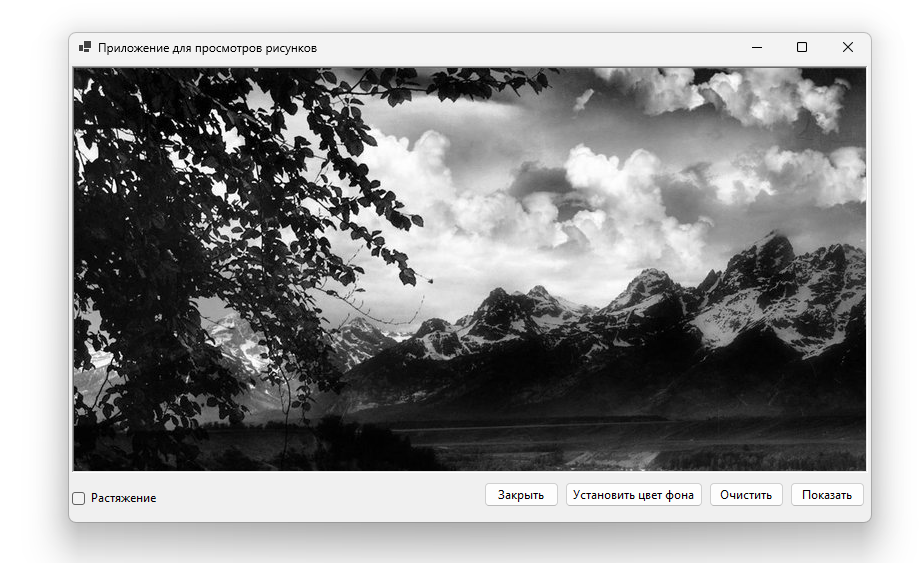 Приложение для просмотров рисунков
Растяжение
Закрыть
Установить цвет фона
Очистить
Показать